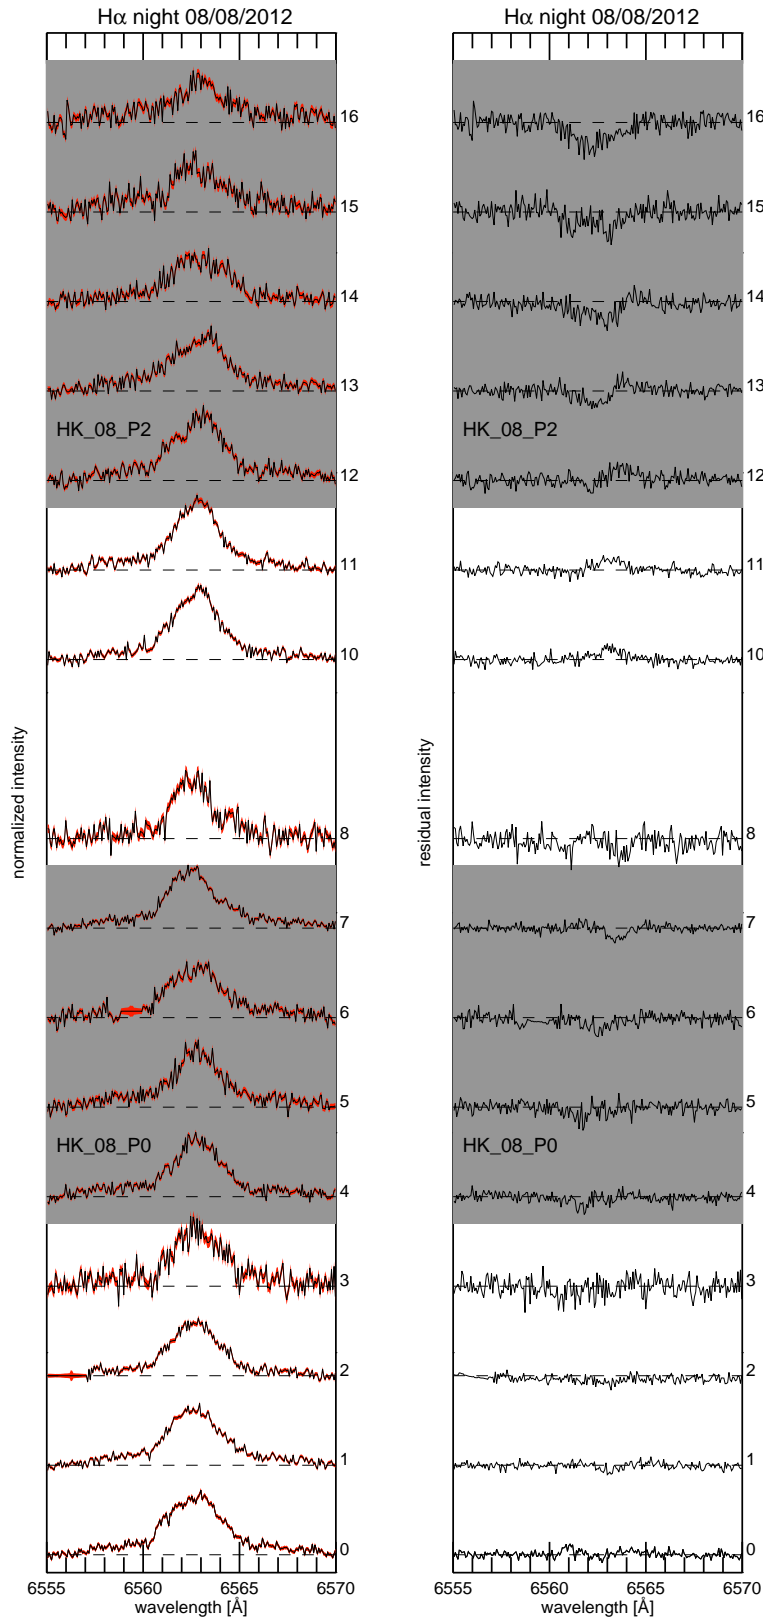 Hα night 08/08/2012
16
15
14
13
HK_08_P2
12
11
10
8
7
6
5
HK_08_P0
4
3
2
1
0
6555 6560 6565 6570
wavelength [Å]
normalized intensity
Hα night 08/08/2012
16
15
14
13
HK_08_P2
12
11
10
8
7
6
5
HK_08_P0
4
3
2
1
0
6555 6560 6565 6570
wavelength [Å]
residual intensity